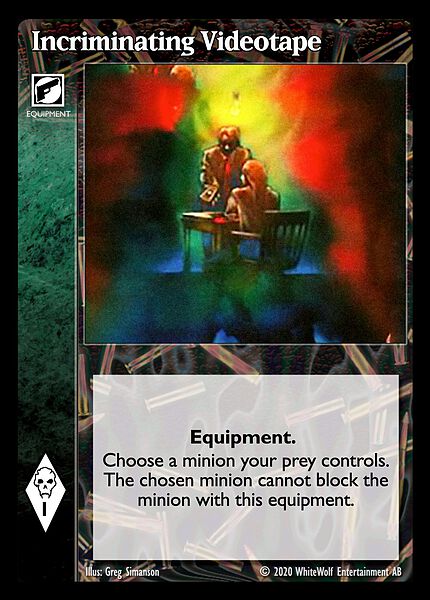 Incriminating Videotape
EQUIPMENT
Equipment.
Choose a minion your prey controls.
The chosen minion cannot block the
minion with this equipment.
I
Illus: Greg Simanson
© 2020 WhiteWolf Entertainment AB